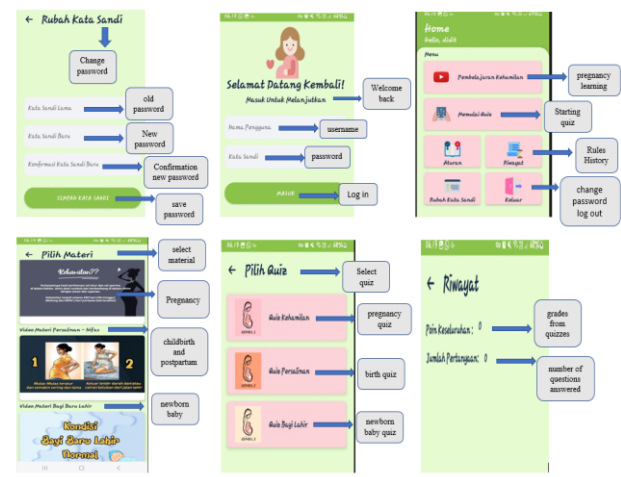 ← Rubah Kata Sandi
Change
password
Kata Sandi Lama
old
password
Kata Sandi Baru
New
password
Konfirmasi Kata Sandi Baru
Confirmation
new password
SIMPAN KATA SANDI
save
password
Selamat Datang Kembali!
Masuk Untuk Melanjutkan
Welcome
back
Nama Pengguna
username
Kata Sandi
password
MASUK
Log in
Home
hello, didit
Menu
Pembelajaran Kehamilan
pregnancy
learning
Memulai Quiz
Starting
quiz
Aturan
Riwayat
Rules
History
Rubah Kata Sandi
Keluar
change
password
log out
← Pilih Materi
select
material
Kehamilan??
Pregnancy
Video Materi Persalinan - Nifas
childbirth
and
postpartum
1
2
Video Materi Bayi Baru Lahir
newborn
baby
Kondisi
Bayi Baru Lahir
Normal
← Pilih Quiz
Select
quiz
Quiz Kehamilan
pregnancy
quiz
Quiz Persalinan
birth quiz
Quiz Bayi Lahir
newborn
baby quiz
← Riwayat
Poin Keseluruhan : 0
grades
from
quizzes
Jumlah Pertanyaan: 0
number of
questions
answered